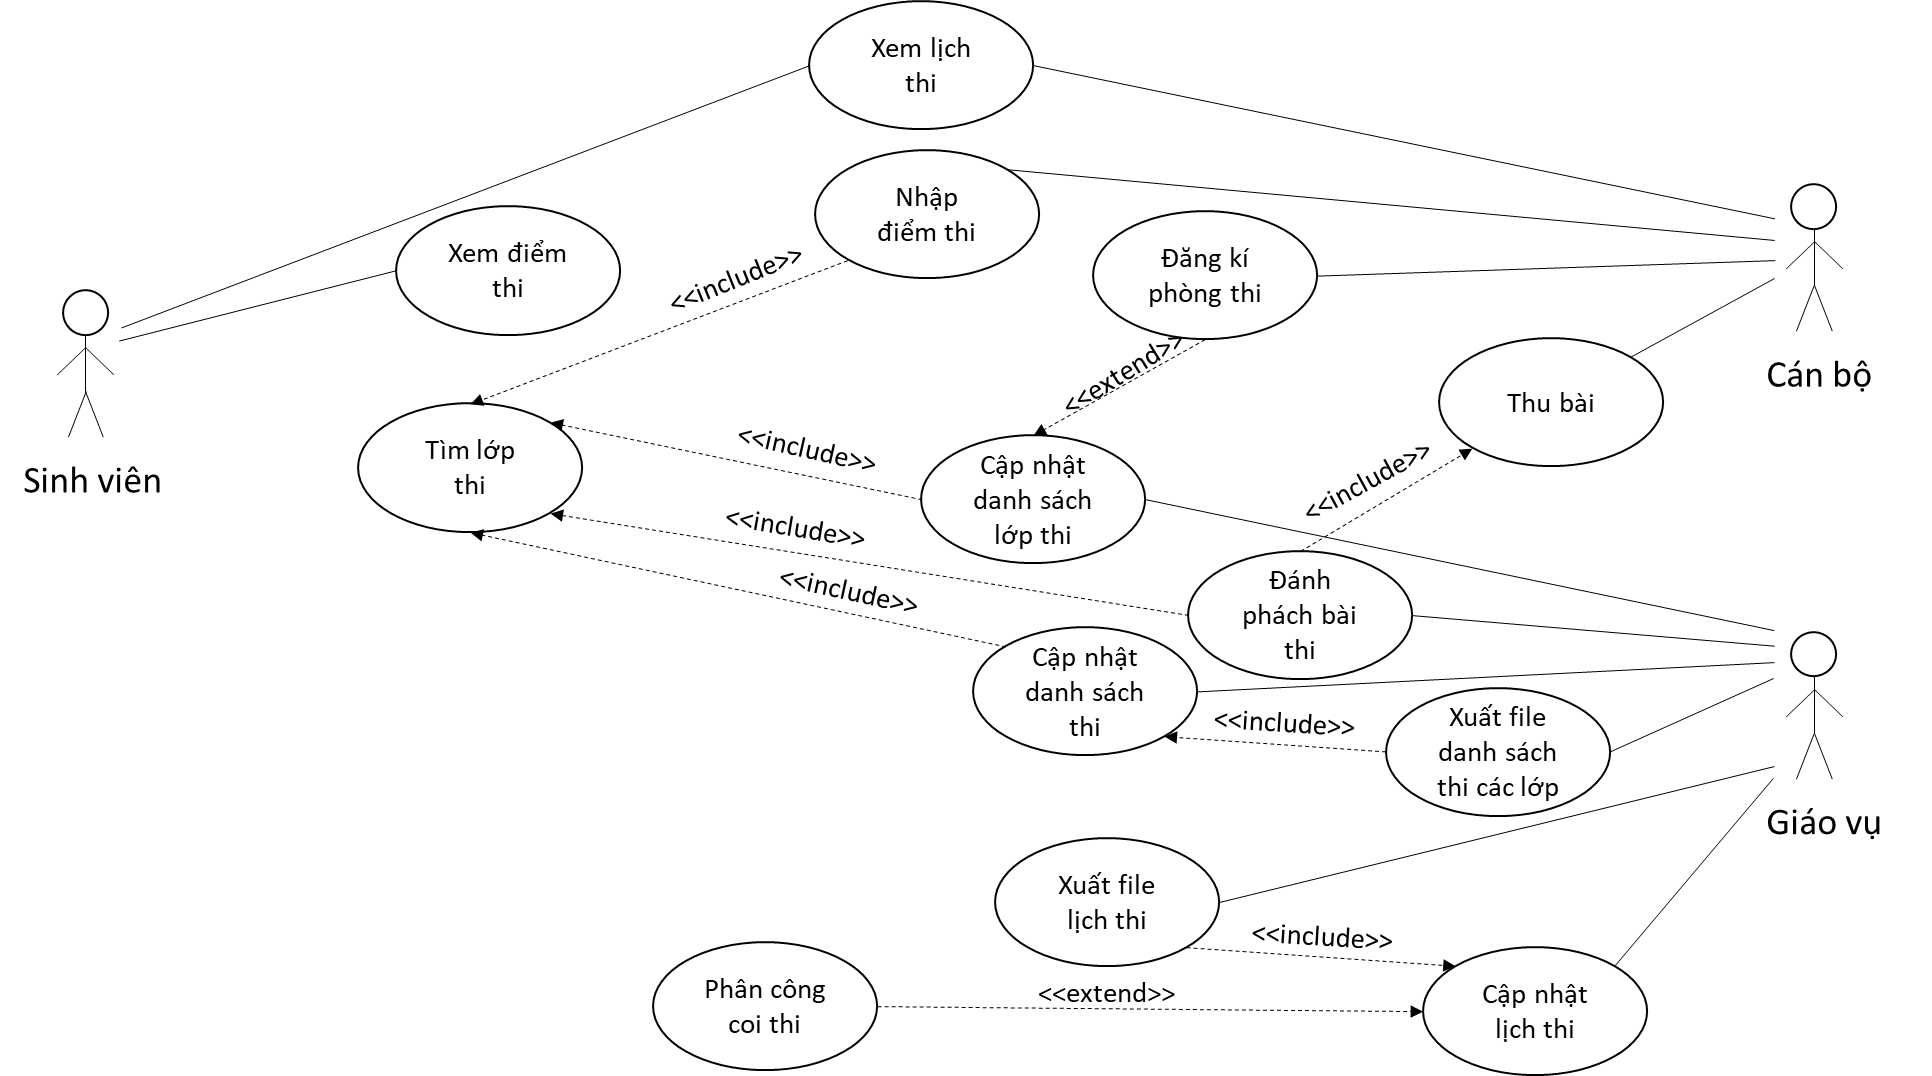 Xem lịch
thi
Nhập
điểm thi
Xem điểm
thi
<<include>>
Đăng kí
phòng thi
<<extend>>
Cán bộ
Thu bài
Sinh viên
Tìm lớp
thi
<<include>>
Cập nhật
danh sách
lớp thi
<<include>>
<<include>>
<<include>>
Đánh
phách bài
thi
Cập nhật
danh sách
thi
<<include>>
Xuất file
danh sách
thi các lớp
Giáo vụ
Xuất file
lịch thi
<<include>>
Phân công
coi thi
<<extend>>
Cập nhật
lịch thi